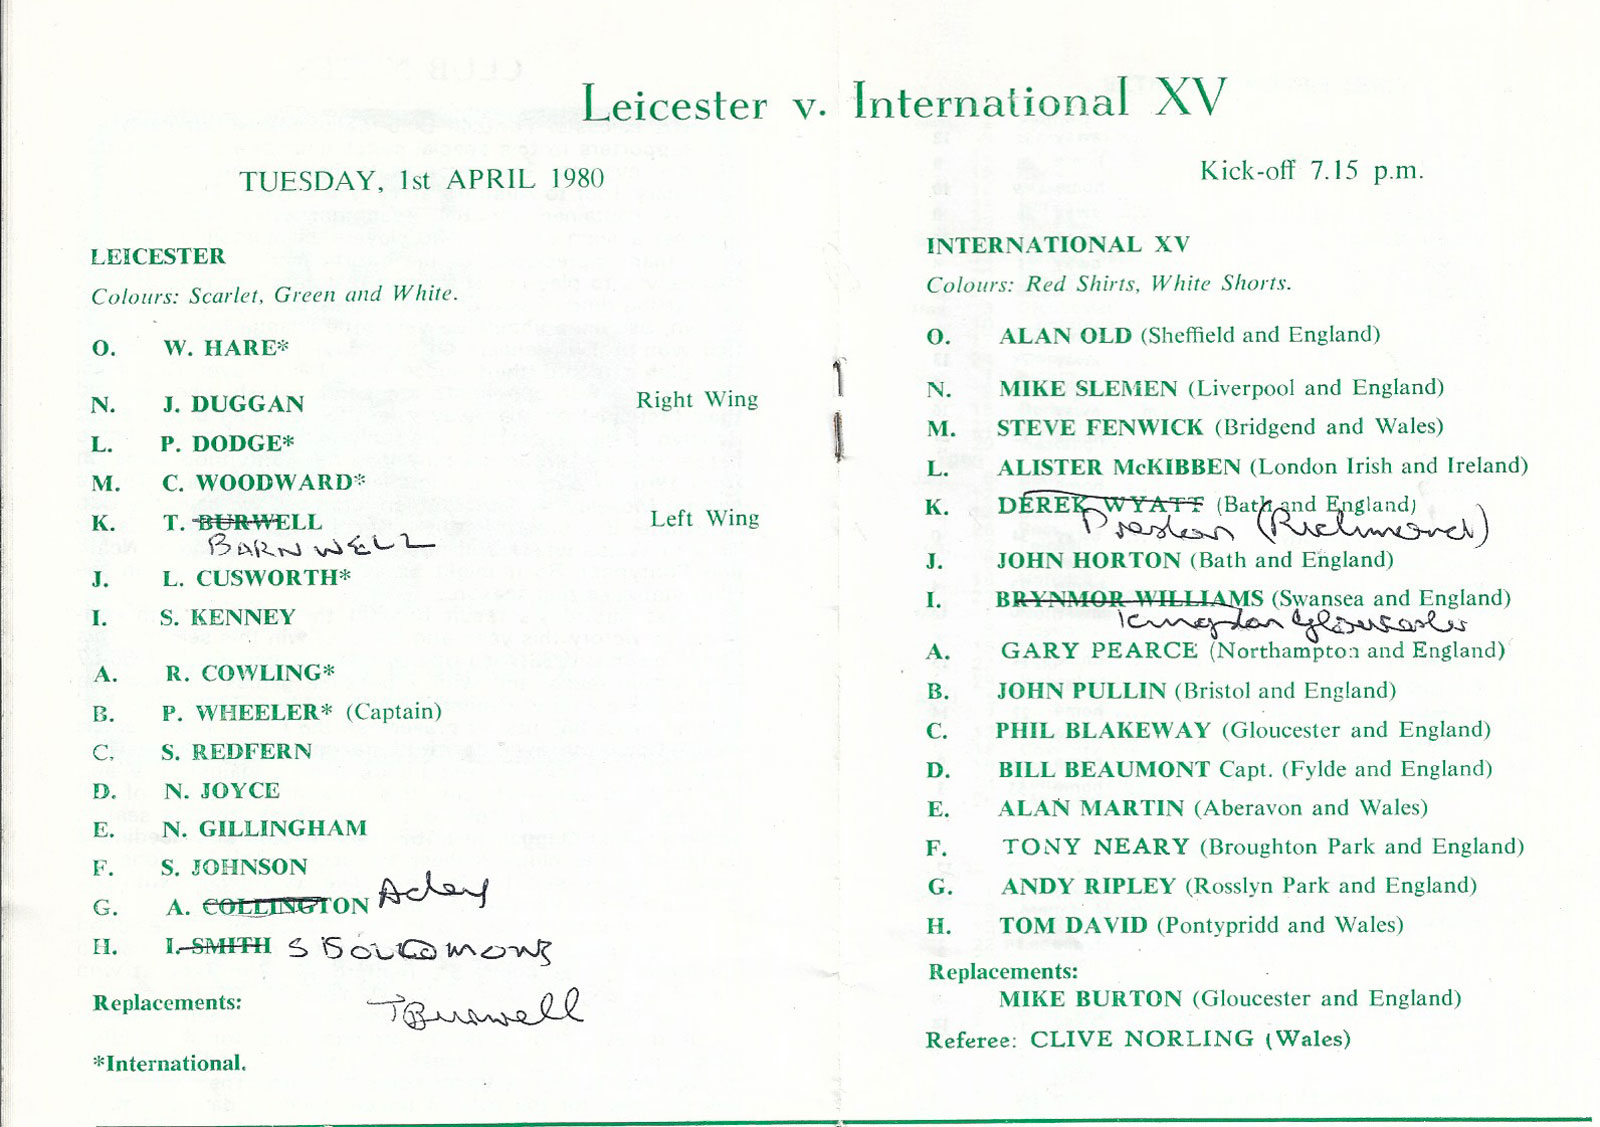 Leicester v. International XV
TUESDAY, 1st APRIL 1980
Kick-off 7.15 p.m.
LEICESTER
Colours: Scarlet, Green and White.
O. W. HARE*
N. J. DUGGAN Right Wing
L. P. DODGE*
M. C. WOODWARD*
K. T. BURWELL Left Wing
BARNWELL
J. L. CUSWORTH*
I. S. KENNEY
A. R. COWLING*
B. P. WHEELER* (Captain)
C. S. REDFERN
D. N. JOYCE
E. N. GILLINGHAM
F. S. JOHNSON
G. A. COLLINGTON Adey
H. I. SMITH S
Replacements: T Burwell
*International.
INTERNATIONAL XV
Colours: Red Shirts, White Shorts.
O. ALAN OLD (Sheffield and England)
N. MIKE SLEMEN (Liverpool and England)
M. STEVE FENWICK (Bridgend and Wales)
L. ALISTER McKIBBEN (London Irish and Ireland)
K. DEREK WYATT (Bath and England)
Preston (Richmond)
J. JOHN HORTON (Bath and England)
I. BRYNMOR WILLIAMS (Swansea and England)
Gloucester
A. GARY PEARCE (Northampton and England)
B. JOHN PULLIN (Bristol and England)
C. PHIL BLAKEWAY (Gloucester and England)
D. BILL BEAUMONT Capt. (Fylde and England)
E. ALAN MARTIN (Aberavon and Wales)
F. TONY NEARY (Broughton Park and England)
G. ANDY RIPLEY (Rosslyn Park and England)
H. TOM DAVID (Pontypridd and Wales)
Replacements:
MIKE BURTON (Gloucester and England)
Referee: CLIVE NORLING (Wales)